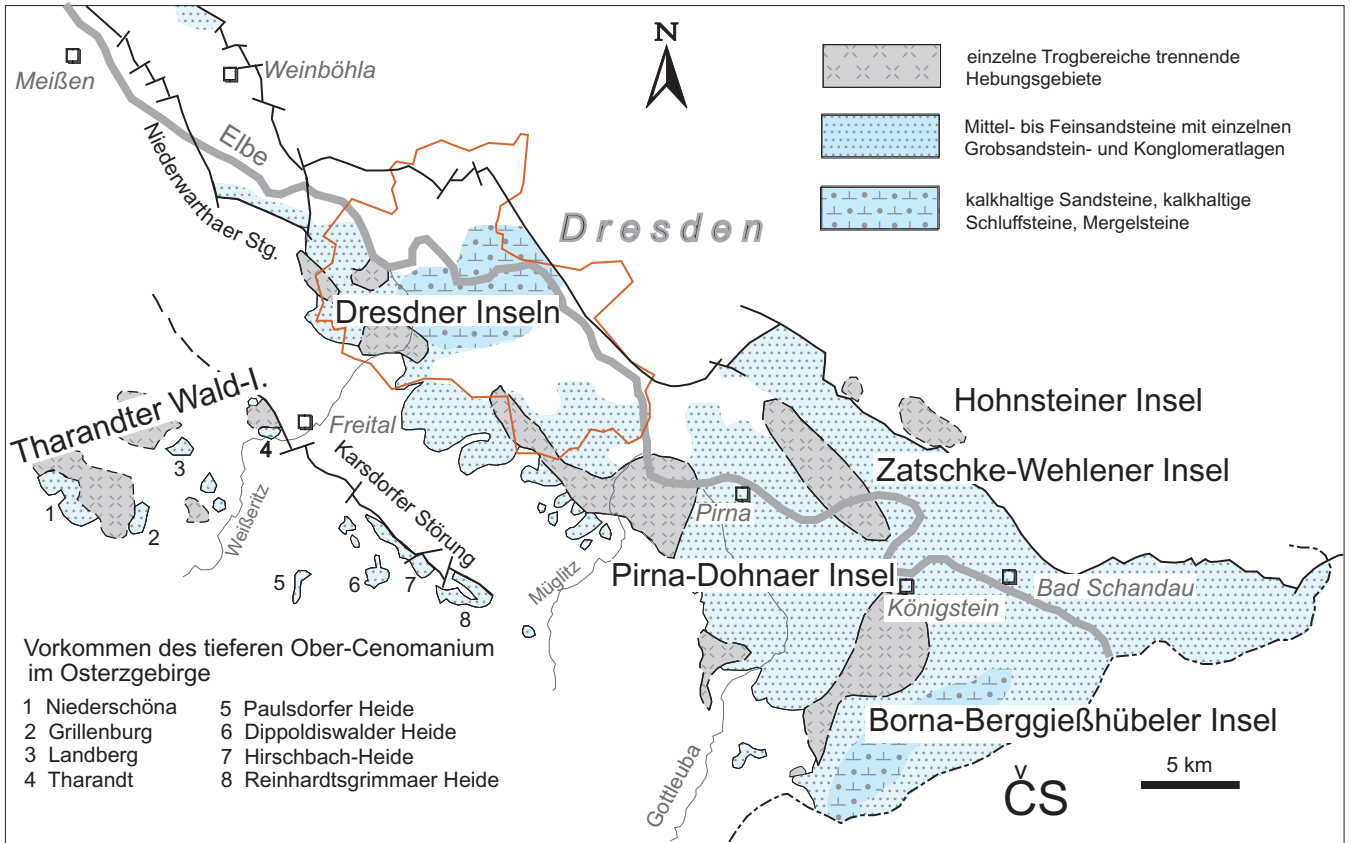 N
Meißen
Weinböhla
Elbe
Niederwarthaer Stg.
Dresden
einzelne Trogbereiche trennende
Hebungsgebiete
Mittel- bis Feinsandsteine mit einzelnen
Grobsandstein- und Konglomeratlagen
kalkhaltige Sandsteine, kalkhaltige
Schluffsteine, Mergelsteine
Dresdner Inseln
Tharandter Wald-I.
Freital
Karsdorfer Störung
Weißeritz
Müglitz
Gottleuba
Hohnsteiner Insel
Zatschke-Wehlener Insel
Pirna
Pirna-Dohnaer Insel
Königstein
Bad Schandau
Borna-Berggießhübeler Insel
1
2
3
4
5
6
7
8
Vorkommen des tieferen Ober-Cenomanium
im Osterzgebirge
1 Niederschöna
2 Grillenburg
3 Landberg
4 Tharandt
5 Paulsdorfer Heide
6 Dippoldiswalder Heide
7 Hirschbach-Heide
8 Reinhardtsgrimmaer Heide
ČS
5 km